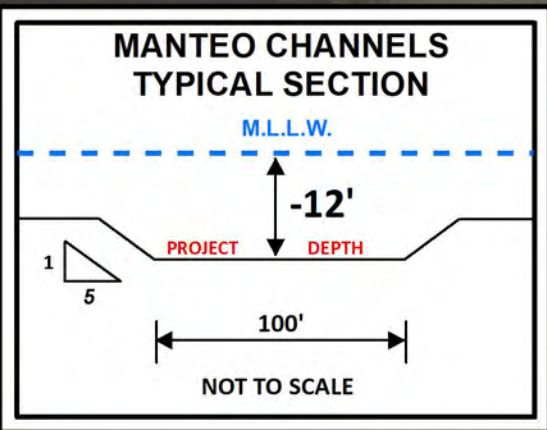 MANTEO CHANNELS
TYPICAL SECTION
M.L.L.W.
-12'
PROJECT DEPTH
1
5
100'
NOT TO SCALE